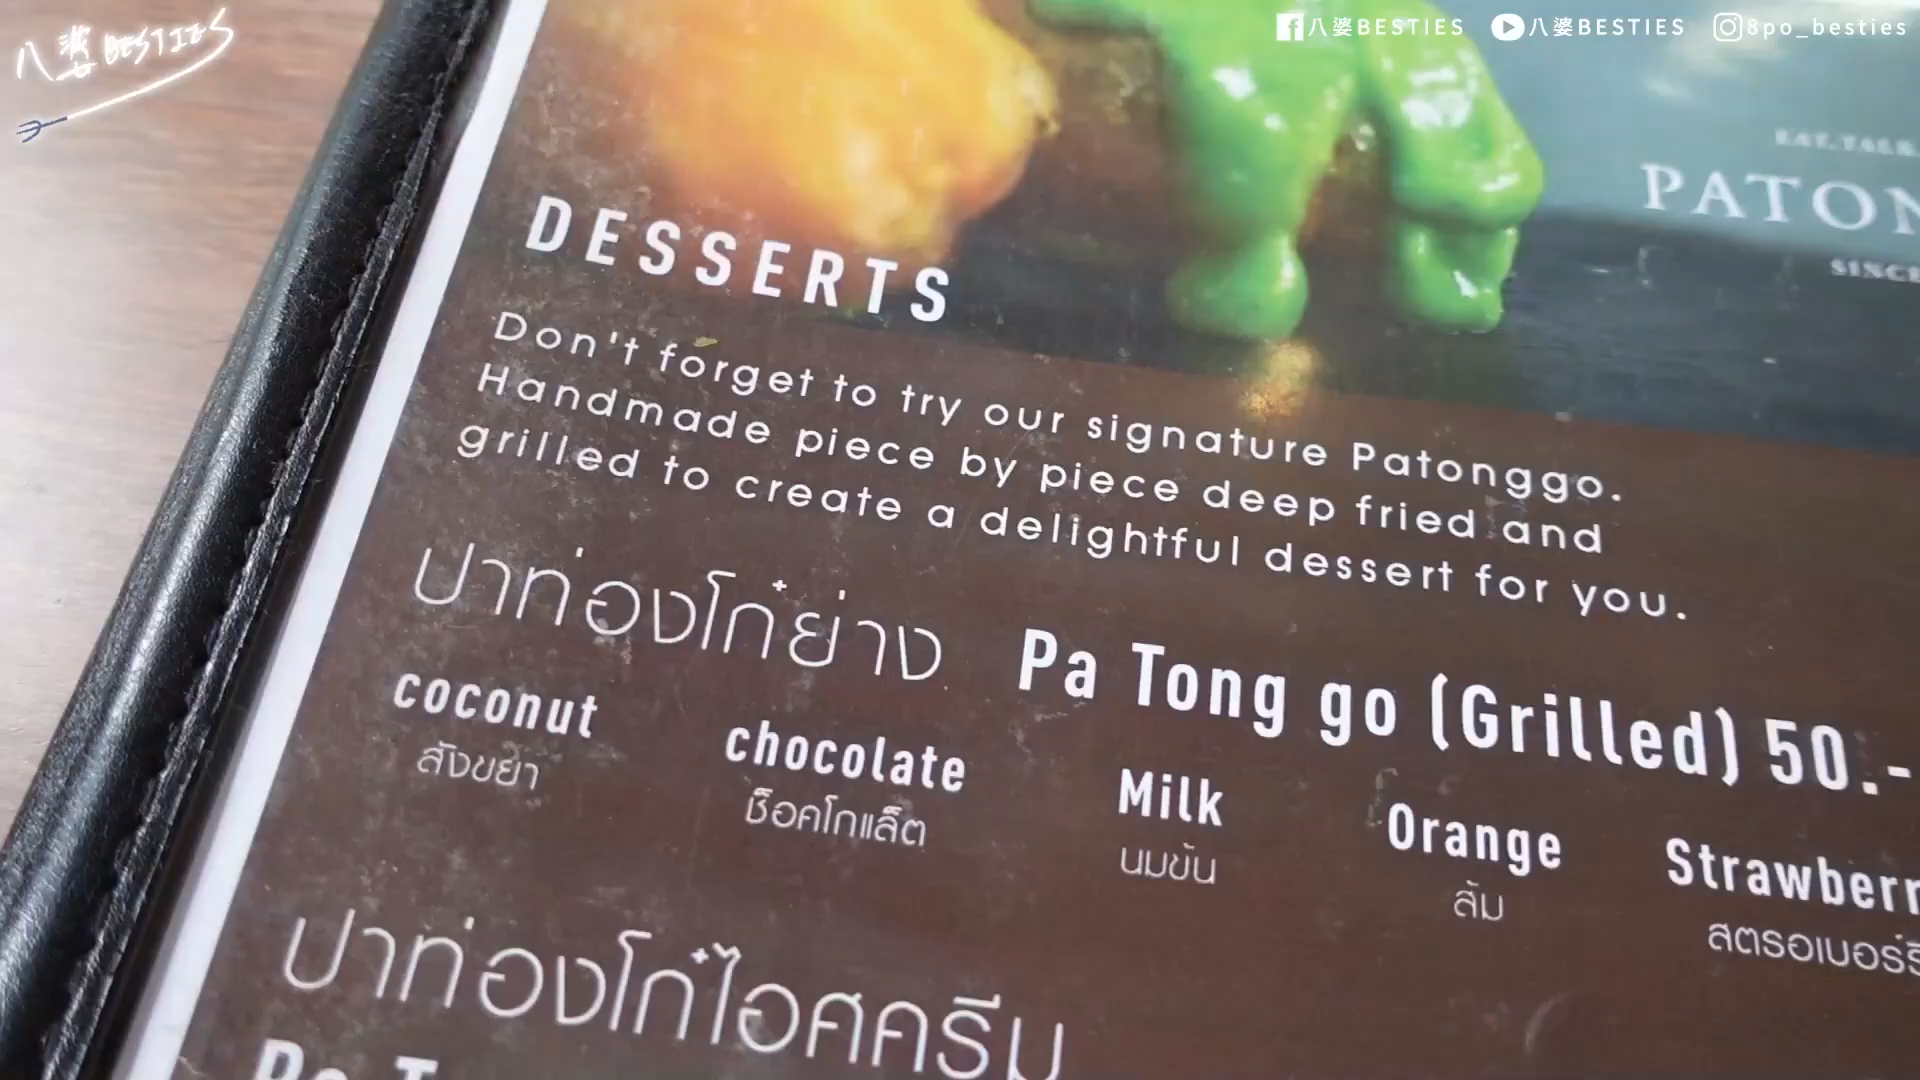 八婆BESTIES
八婆BESTIES
八婆BESTIES
8po_besties
EAT.TALK.
PATON
SINCE
DESSERTS
Don't forget to try our signature Patonggo.
Handmade piece by piece deep fried and
grilled to create a delightful dessert for you.
ปาท่องโก๋ย่าง Pa Tong go (Grilled) 50.-
coconut chocolate Milk Orange Strawberr
สังขยา ช็อคโกแล็ต นมข้น ส้ม สตรอเบอร์รี
ปาท่องโก๋ไอศครีม
Pa T